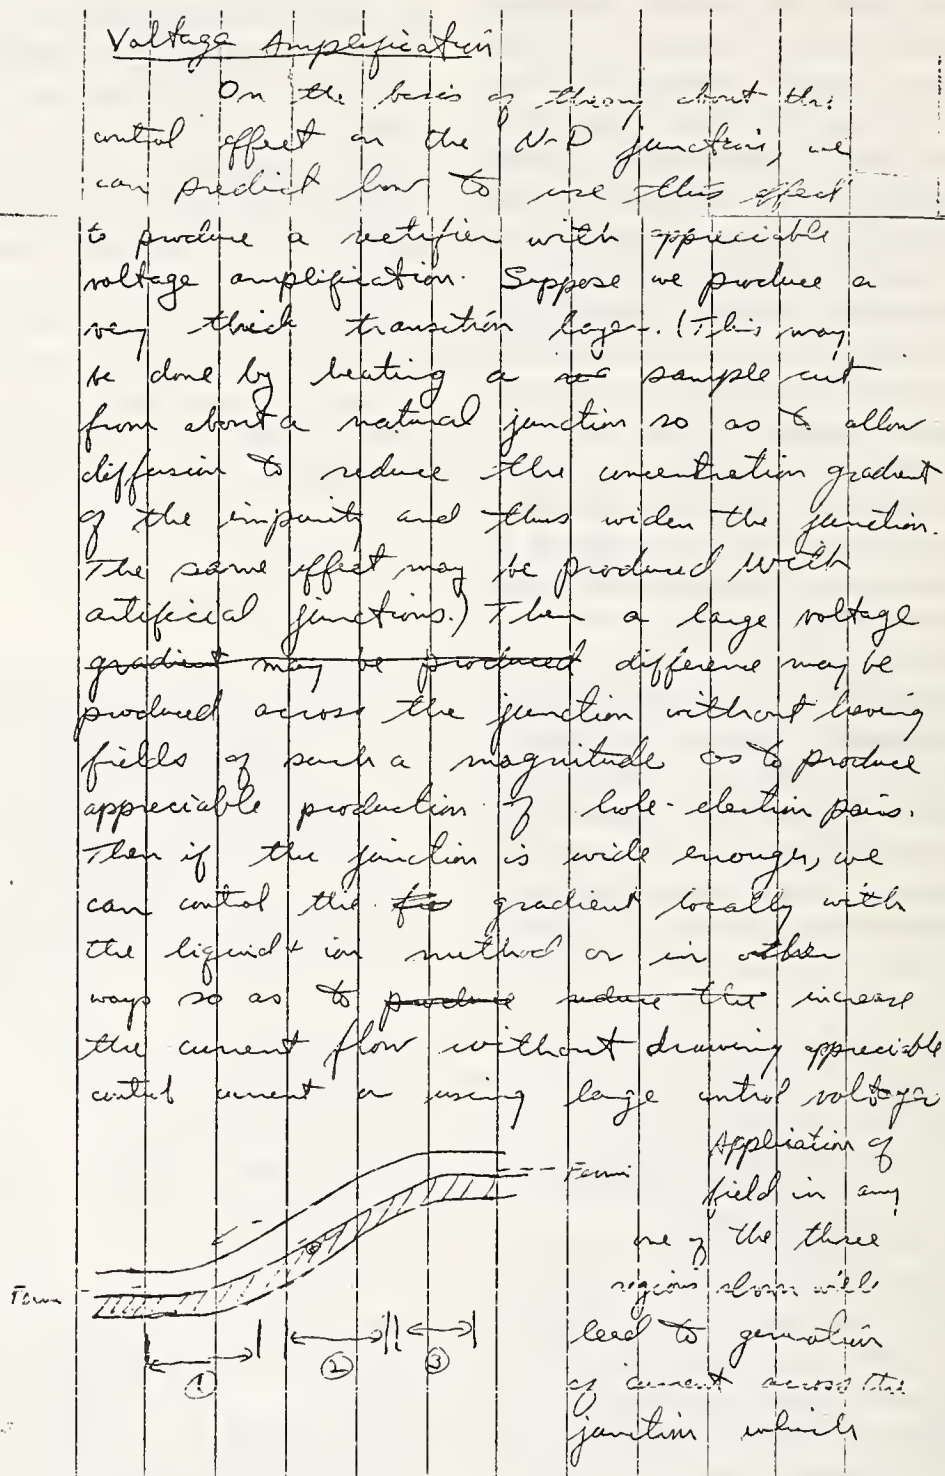 Voltage Amplification
On the basis of theory about the
control effect on the N-P junction, we
can predict how to use this effect
to produce a rectifier with appreciable
voltage amplification. Suppose we produce a
very thick transition layer. (This may
be done by heating a sample cut
from about a natural junction so as to allow
diffusion to reduce the concentration gradient
of the impurity and thus widen the junction.
The same effect may be produced with
artificial junctions.) Then a large voltage
gradient may be produced difference may be
produced across the junction without having
fields of such a magnitude as to produce
appreciable production of hole-electron pairs.
Then if the junction is wide enough, we
can control the gradient locally with
the liquid + ion method or in other
ways so as to produce reduce the increase
the current flow without drawing appreciable
control current or using large control voltages
Application of
--- Fermi
field in any
one of the three
regions shown will
Fermi
lead to generation
① ② ③
of current across the
junction which